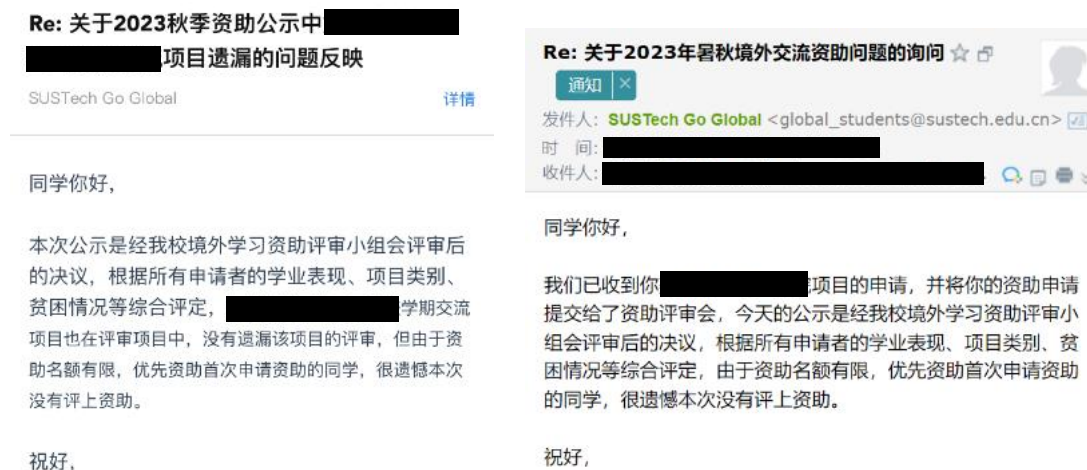 Re: 关于2023秋季资助公示中
项目遗漏的问题反映
SUSTech Go Global 详情
同学你好，
本次公示是经我校境外学习资助评审小组会评审后
的决议，根据所有申请者的学业表现、项目类别、
贫困情况等综合评定，学期交流
项目也在评审项目中，没有遗漏该项目的评审，但由于资
助名额有限，优先资助首次申请资助的同学，很遗憾本次
没有评上资助。
祝好，
Re: 关于2023年暑秋境外交流资助问题的询问
通知 ×
发件人：SUSTech Go Global <global_students@sustech.edu.cn>
时 间：
收件人：
同学你好，
我们已收到你项目的申请，并将你的资助申请
提交给了资助评审会，今天的公示是经我校境外学习资助评审小
组会评审后的决议，根据所有申请者的学业表现、项目类别、贫
困情况等综合评定，由于资助名额有限，优先资助首次申请资助
的同学，很遗憾本次没有评上资助。
祝好，